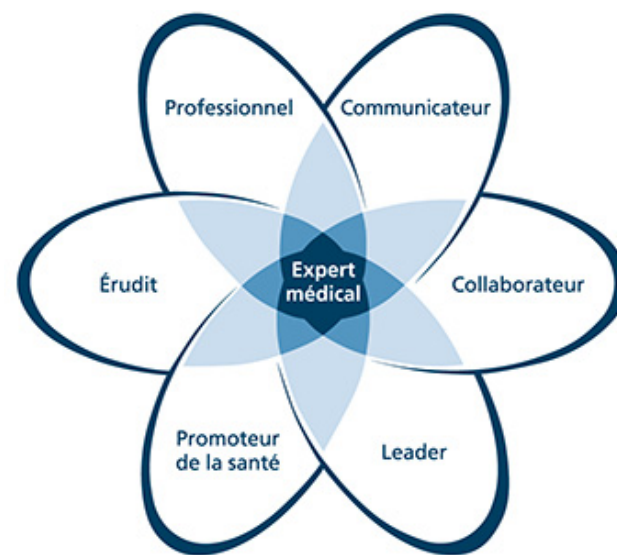 Professionnel
Communicateur
Érudit
Expert
médical
Collaborateur
Promoteur
de la santé
Leader